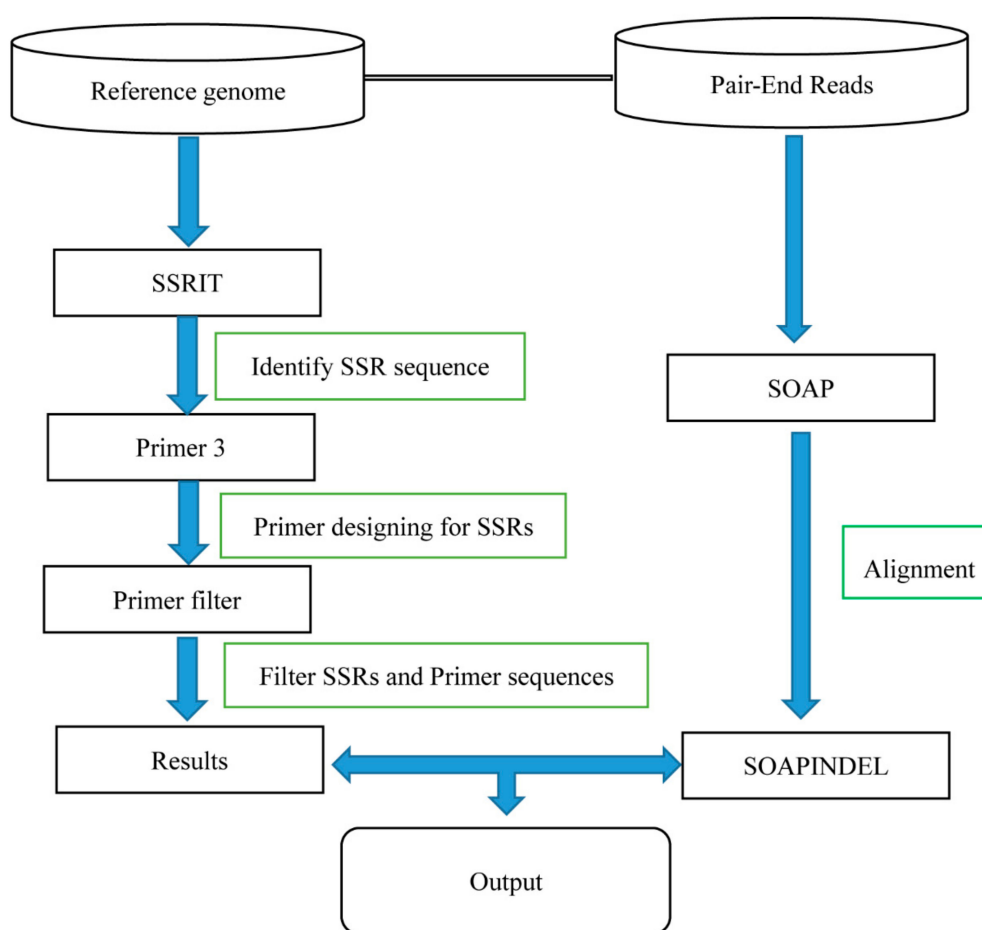 Reference genome
Pair-End Reads
SSRIT
Identify SSR sequence
SOAP
Primer 3
Primer designing for SSRs
Alignment
Primer filter
Filter SSRs and Primer sequences
Results
SOAPINDEL
Output